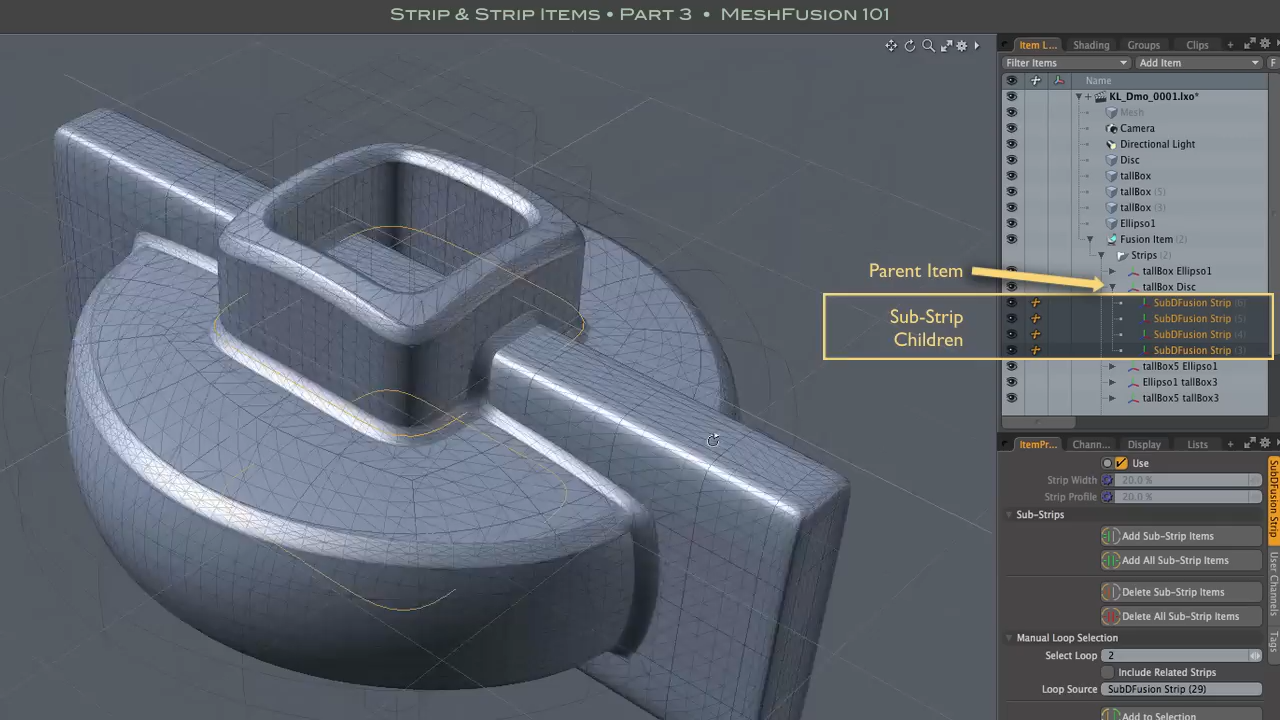 STRIP & STRIP ITEMS • PART 3 • MESHFUSION 101
Item L... Shading Groups Clips +
Filter Items Add Item F
Name
KL_Dmo_0001.lxo*
Mesh
Camera
Directional Light
Disc
tallBox
tallBox (5)
tallBox (3)
Ellipso1
Fusion Item (2)
Strips (2)
Parent Item
tallBox Ellipso1
tallBox Disc
Sub-Strip
Children
SubDFusion Strip (6)
SubDFusion Strip (5)
SubDFusion Strip (4)
SubDFusion Strip (3)
tallBox5 Ellipso1
Ellipso1 tallBox3
tallBox5 tallBox3
ItemPr... Chann... Display Lists +
Use
Strip Width 20.0 %
Strip Profile 20.0 %
Sub-Strips
Add Sub-Strip Items
Add All Sub-Strip Items
Delete Sub-Strip Items
Delete All Sub-Strip Items
Manual Loop Selection
Select Loop 2
Include Related Strips
Loop Source SubDFusion Strip (29)
Add to Selection
SubDFusion Strip
User Channels
Tags